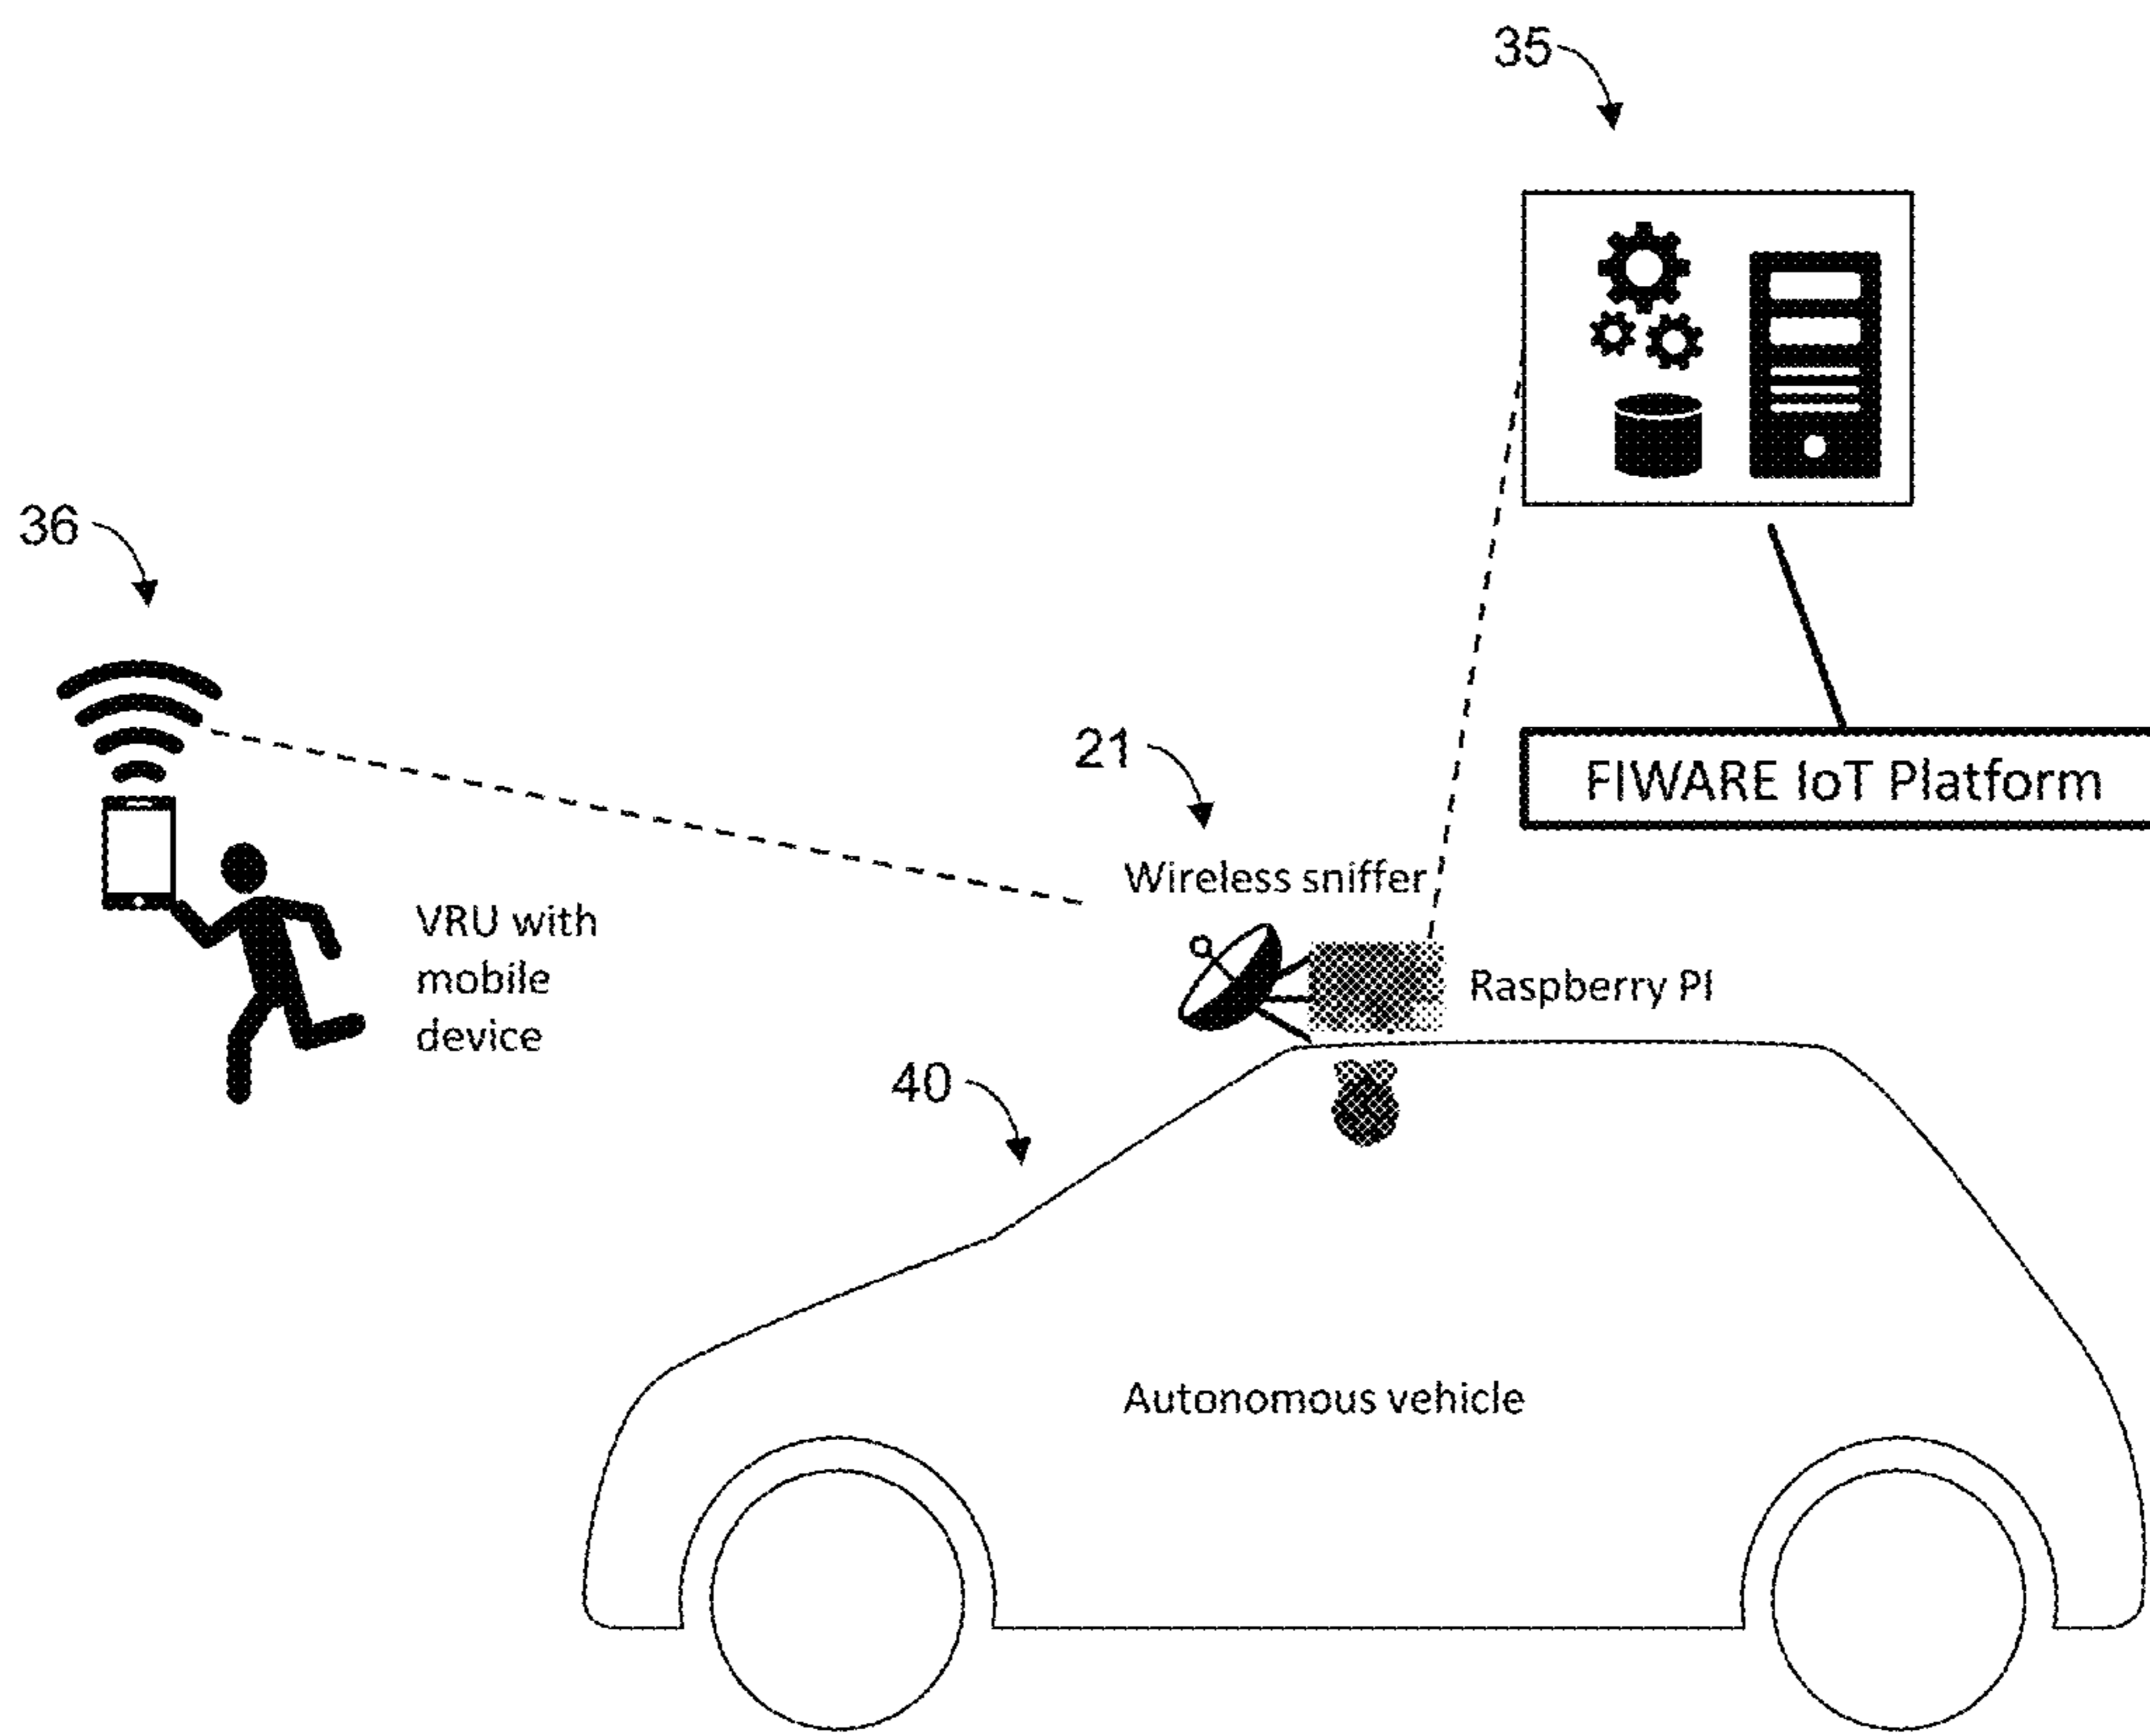 35
36
21
FIWARE IoT Platform
Wireless sniffer
VRU with
mobile
device
Raspberry PI
40
Autonomous vehicle